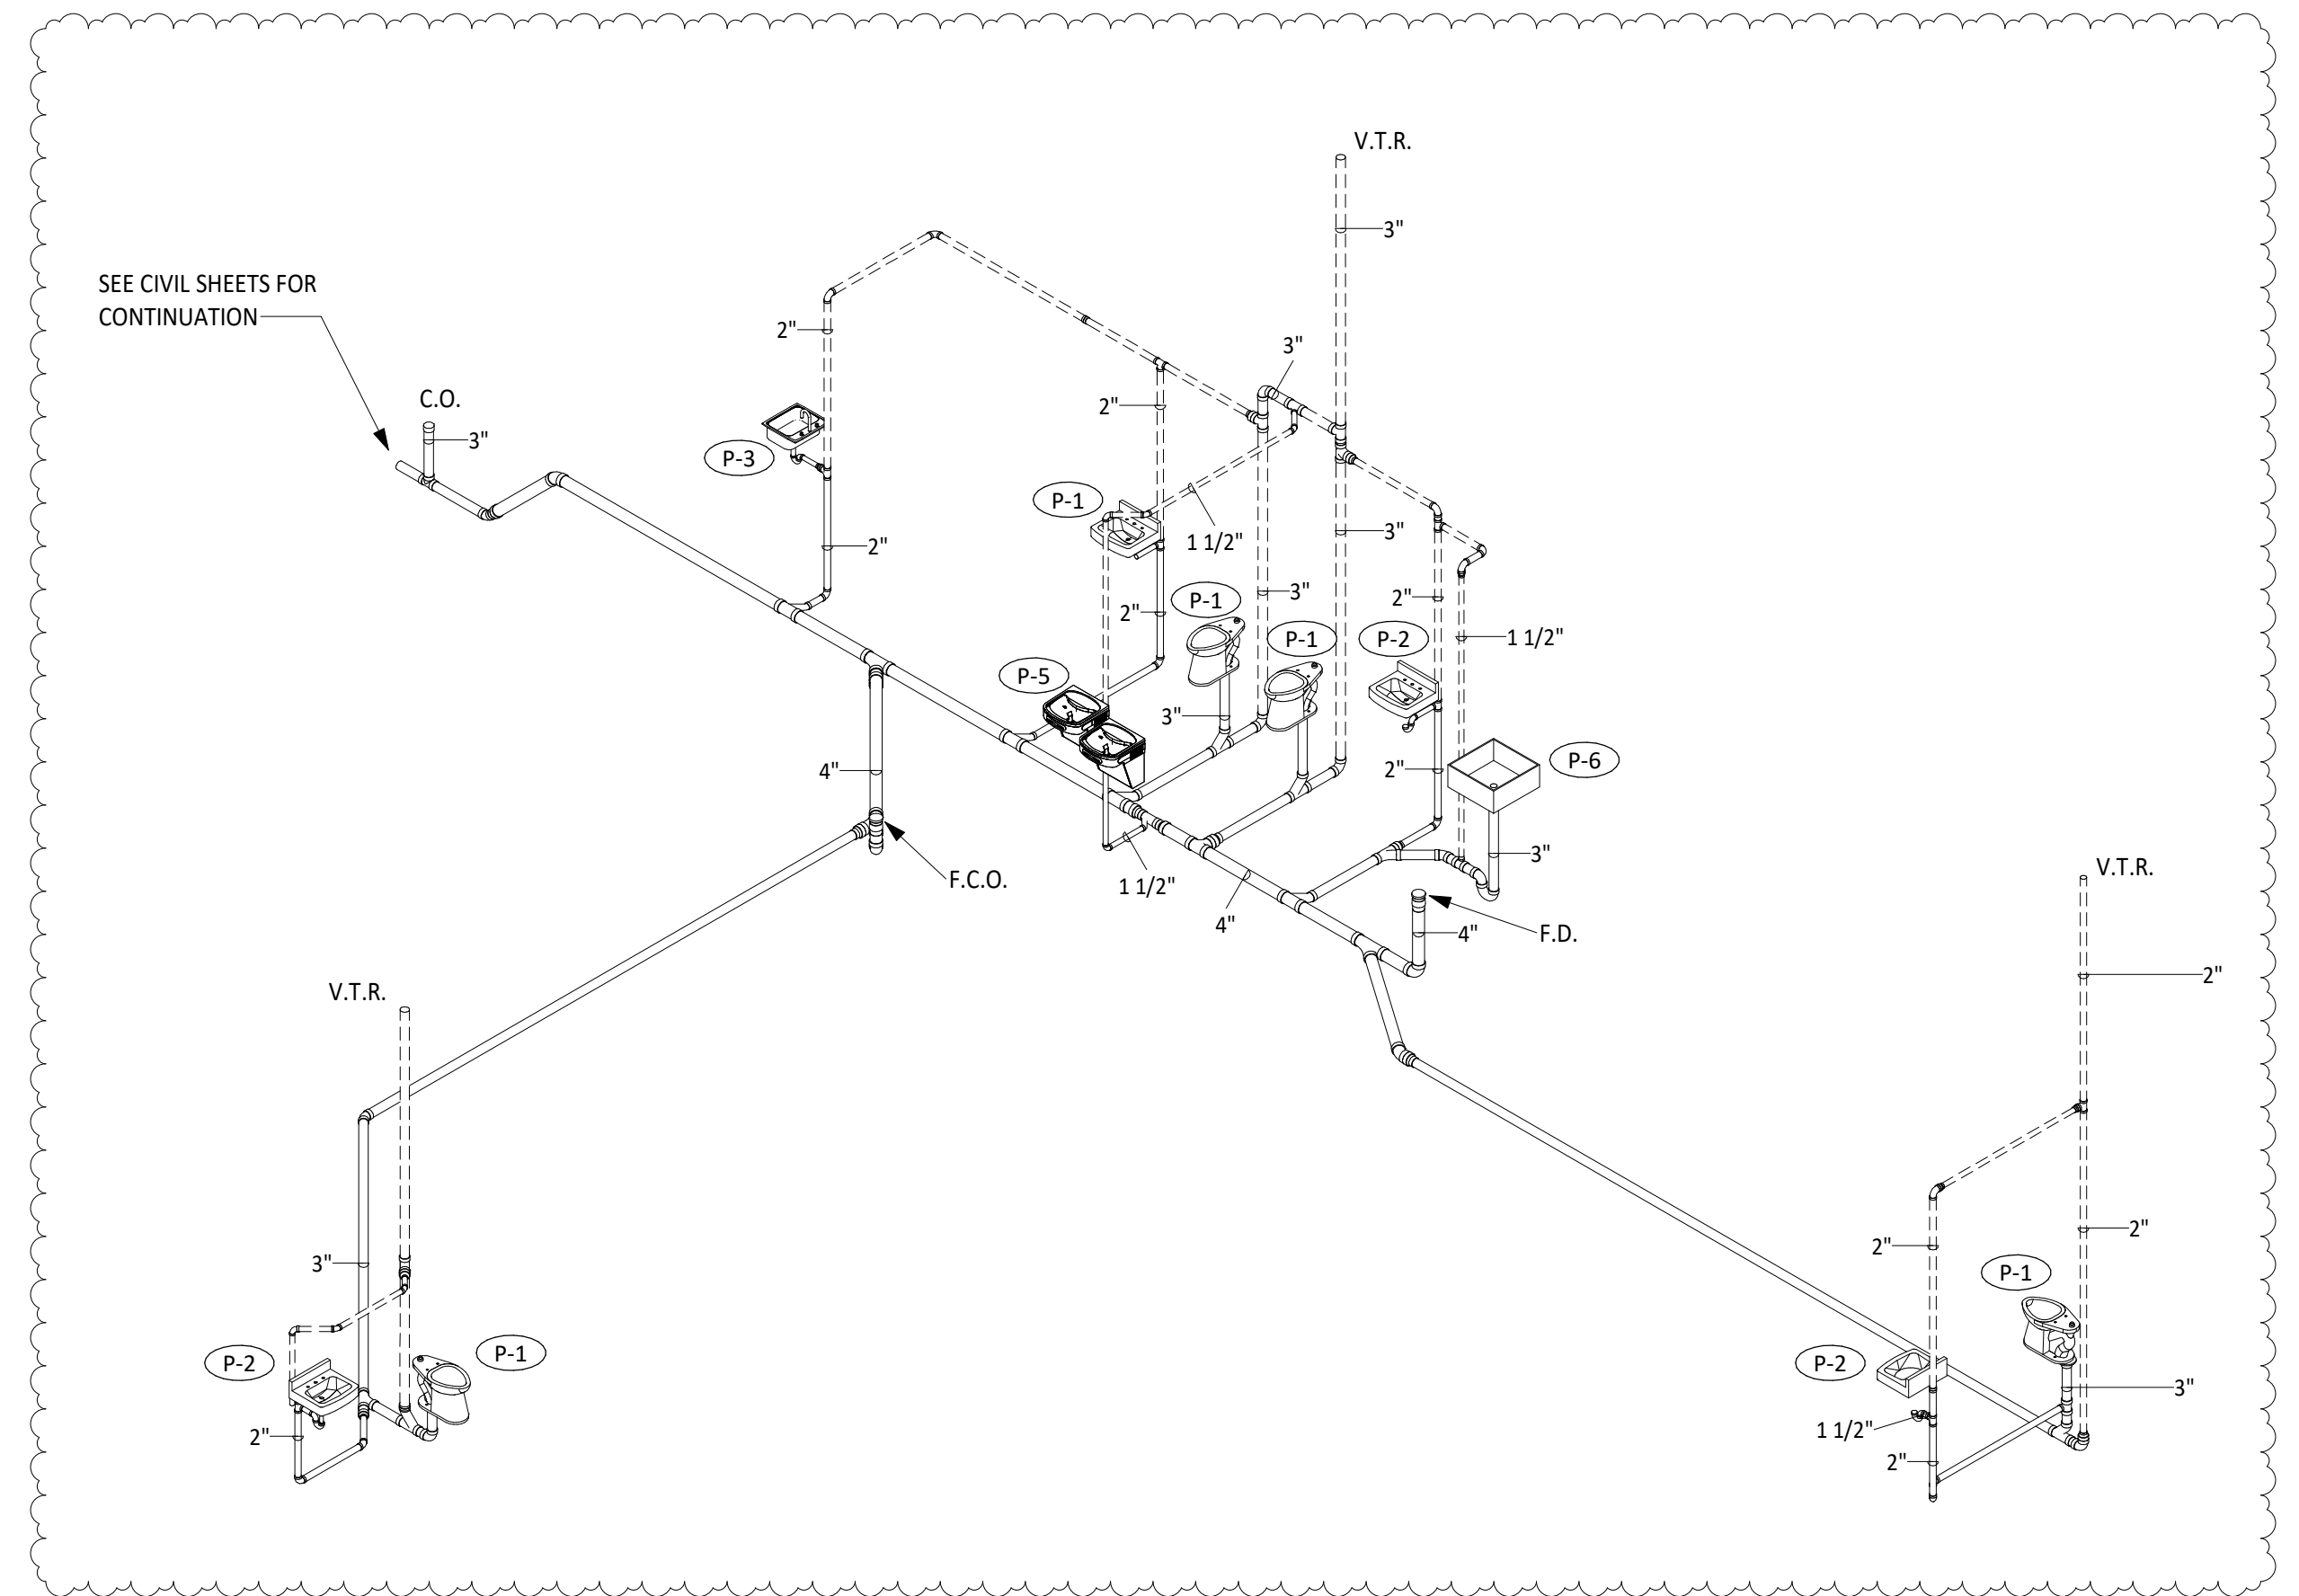 V.T.R.
3"
SEE CIVIL SHEETS FOR
CONTINUATION
2"
3"
C.O.
3"
2"
P-3
P-1
1 1/2"
3"
2"
3"
2"
P-1
2"
P-1
P-2
1 1/2"
P-5
3"
2"
P-6
4"
3"
F.C.O.
1 1/2"
4"
4"
F.D.
V.T.R.
2"
V.T.R.
2"
2"
3"
P-1
P-2
P-1
P-2
3"
1 1/2"
2"
2"